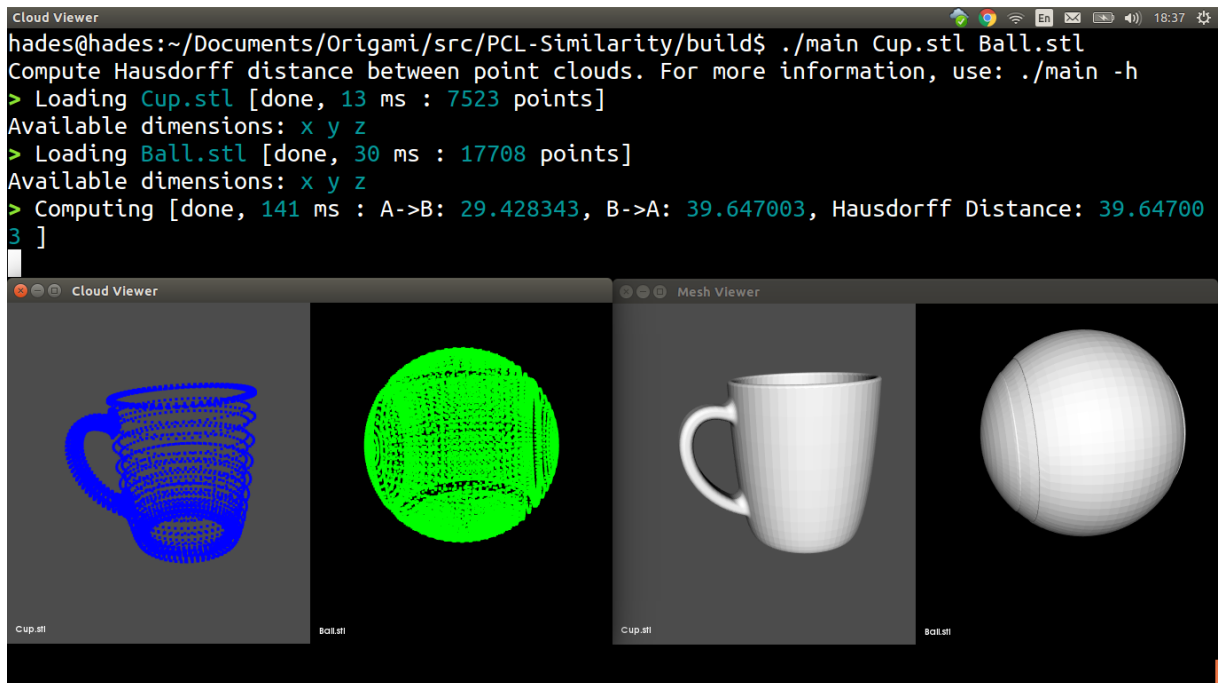 Cloud Viewer En 18:37
hades@hades:~/Documents/Origami/src/PCL-Similarity/build$ ./main Cup.stl Ball.stl
Compute Hausdorff distance between point clouds. For more information, use: ./main -h
> Loading Cup.stl [done, 13 ms : 7523 points]
Available dimensions: x y z
> Loading Ball.stl [done, 30 ms : 17708 points]
Available dimensions: x y z
> Computing [done, 141 ms : A->B: 29.428343, B->A: 39.647003, Hausdorff Distance: 39.64700
3 ]
Cloud Viewer
Mesh Viewer
Cup.stl
Ball.stl
Cup.stl
Ball.stl